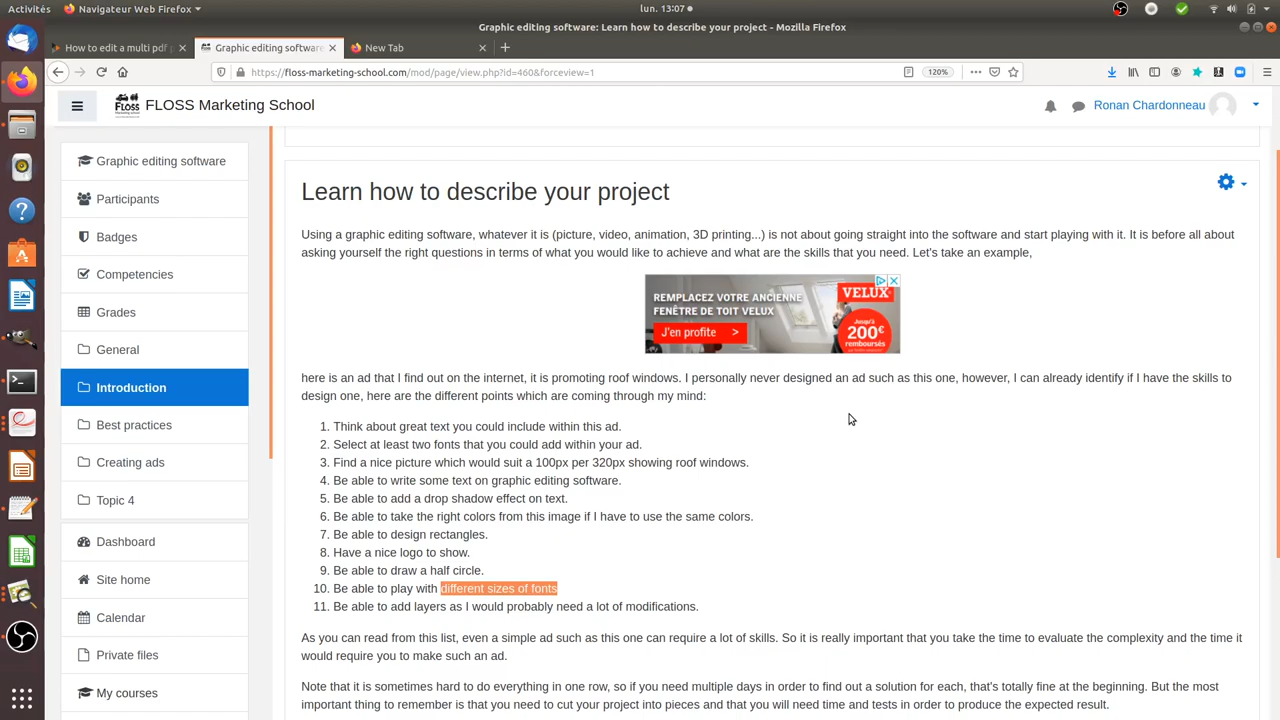 Activités
Navigateur Web Firefox
lun. 13:07
Graphic editing software: Learn how to describe your project - Mozilla Firefox
How to edit a multi pdf
Graphic editing software:
New Tab
https://floss-marketing-school.com/mod/page/view.php?id=460&forceview=1
120%
FLOSS
FLOSS Marketing School
Ronan Chardonneau
Graphic editing software
Participants
Badges
Competencies
Grades
General
Introduction
Best practices
Creating ads
Topic 4
Dashboard
Site home
Calendar
Private files
My courses
Learn how to describe your project
Using a graphic editing software, whatever it is (picture, video, animation, 3D printing...) is not about going straight into the software and start playing with it. It is before all about
asking yourself the right questions in terms of what you would like to achieve and what are the skills that you need. Let's take an example,
REMPLACEZ VOTRE ANCIENNE
FENÊTRE DE TOIT VELUX
J'en profite >
VELUX
Jusqu'à
200€
remboursés
here is an ad that I find out on the internet, it is promoting roof windows. I personally never designed an ad such as this one, however, I can already identify if I have the skills to
design one, here are the different points which are coming through my mind:
1. Think about great text you could include within this ad.
2. Select at least two fonts that you could add within your ad.
3. Find a nice picture which would suit a 100px per 320px showing roof windows.
4. Be able to write some text on graphic editing software.
5. Be able to add a drop shadow effect on text.
6. Be able to take the right colors from this image if I have to use the same colors.
7. Be able to design rectangles.
8. Have a nice logo to show.
9. Be able to draw a half circle.
10. Be able to play with different sizes of fonts
11. Be able to add layers as I would probably need a lot of modifications.
As you can read from this list, even a simple ad such as this one can require a lot of skills. So it is really important that you take the time to evaluate the complexity and the time it
would require you to make such an ad.
Note that it is sometimes hard to do everything in one row, so if you need multiple days in order to find out a solution for each, that's totally fine at the beginning. But the most
important thing to remember is that you need to cut your project into pieces and that you will need time and tests in order to produce the expected result.